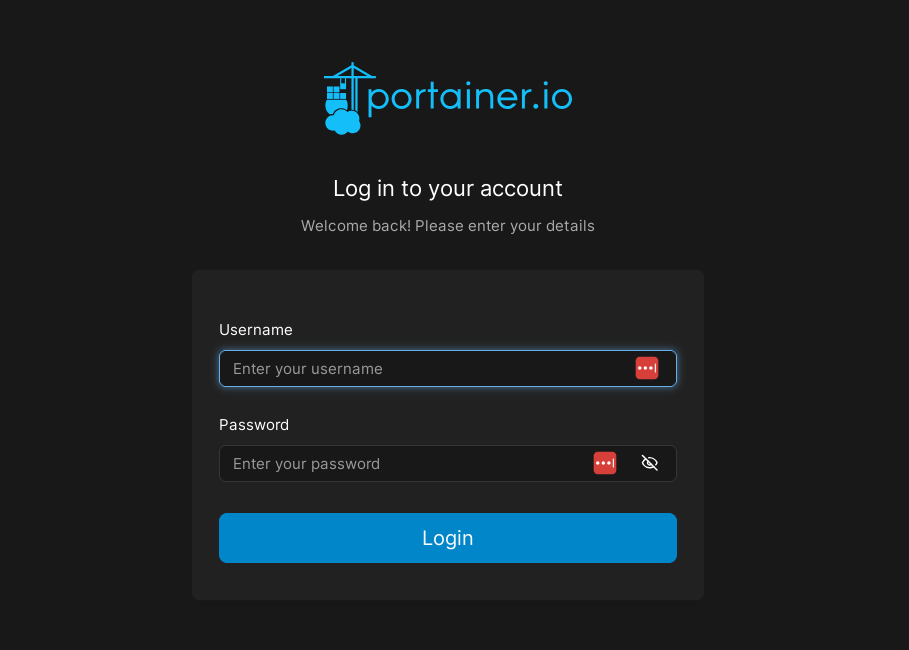 portainer.io
Log in to your account
Welcome back! Please enter your details
Username
Enter your username
Password
Enter your password
Login